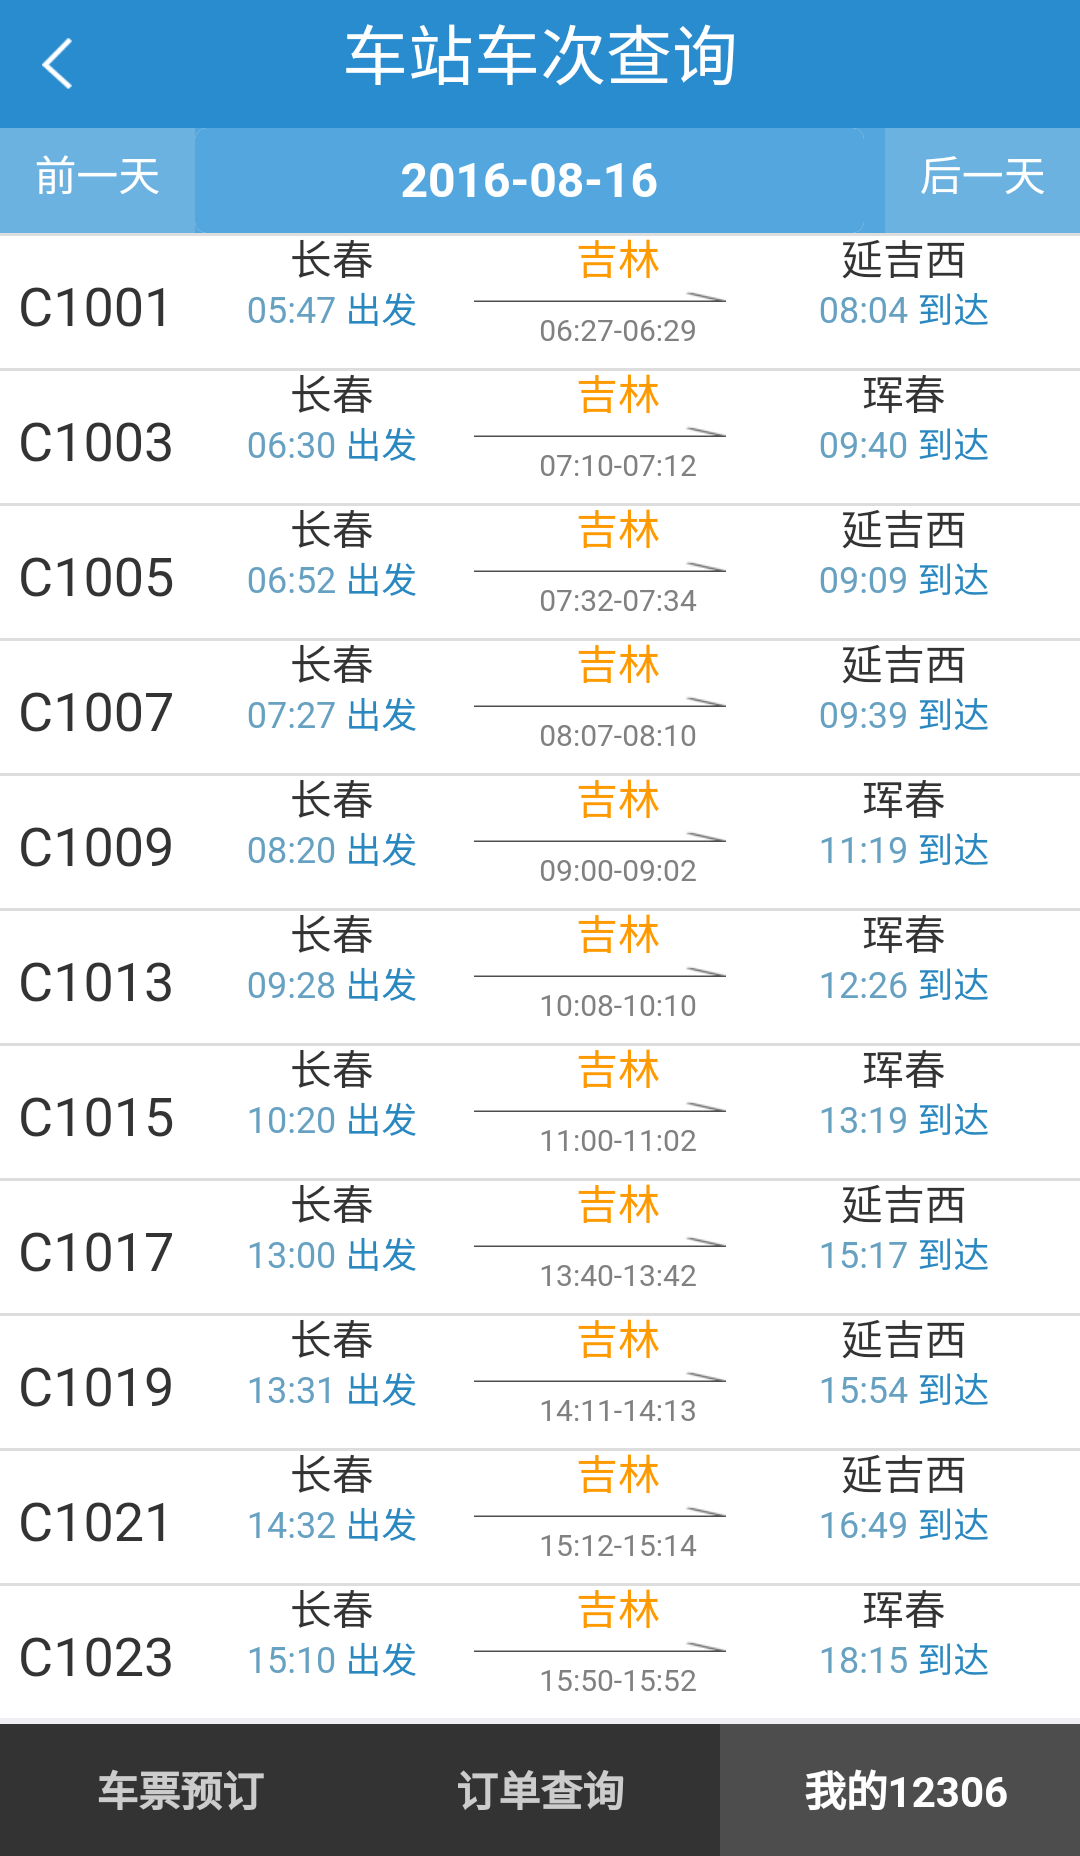 车站车次查询
前一天 2016-08-16 后一天
长春 吉林 延吉西
C1001 05:47 出发 06:27-06:29 08:04 到达
长春 吉林 珲春
C1003 06:30 出发 07:10-07:12 09:40 到达
长春 吉林 延吉西
C1005 06:52 出发 07:32-07:34 09:09 到达
长春 吉林 延吉西
C1007 07:27 出发 08:07-08:10 09:39 到达
长春 吉林 珲春
C1009 08:20 出发 09:00-09:02 11:19 到达
长春 吉林 珲春
C1013 09:28 出发 10:08-10:10 12:26 到达
长春 吉林 珲春
C1015 10:20 出发 11:00-11:02 13:19 到达
长春 吉林 延吉西
C1017 13:00 出发 13:40-13:42 15:17 到达
长春 吉林 延吉西
C1019 13:31 出发 14:11-14:13 15:54 到达
长春 吉林 延吉西
C1021 14:32 出发 15:12-15:14 16:49 到达
长春 吉林 珲春
C1023 15:10 出发 15:50-15:52 18:15 到达
车票预订 订单查询 我的12306